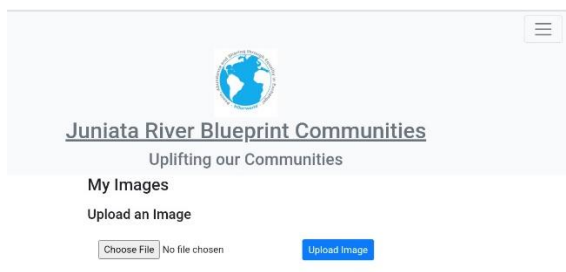 Juniata River Blueprint Communities
Uplifting our Communities
My Images
Upload an Image
Choose File No file chosen Upload Image